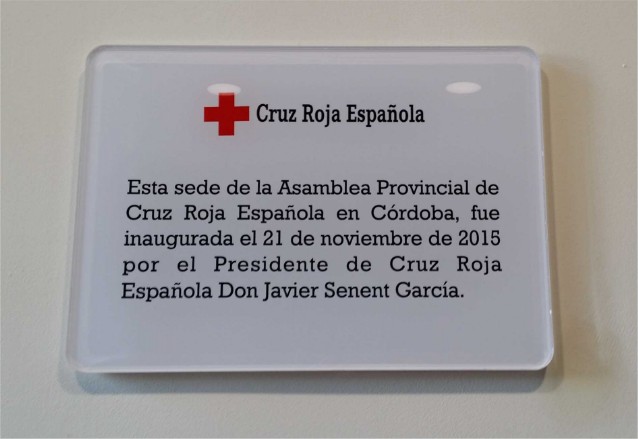 Cruz Roja Española
Esta sede de la Asamblea Provincial de
Cruz Roja Española en Córdoba, fue
inaugurada el 21 de noviembre de 2015
por el Presidente de Cruz Roja
Española Don Javier Senent García.